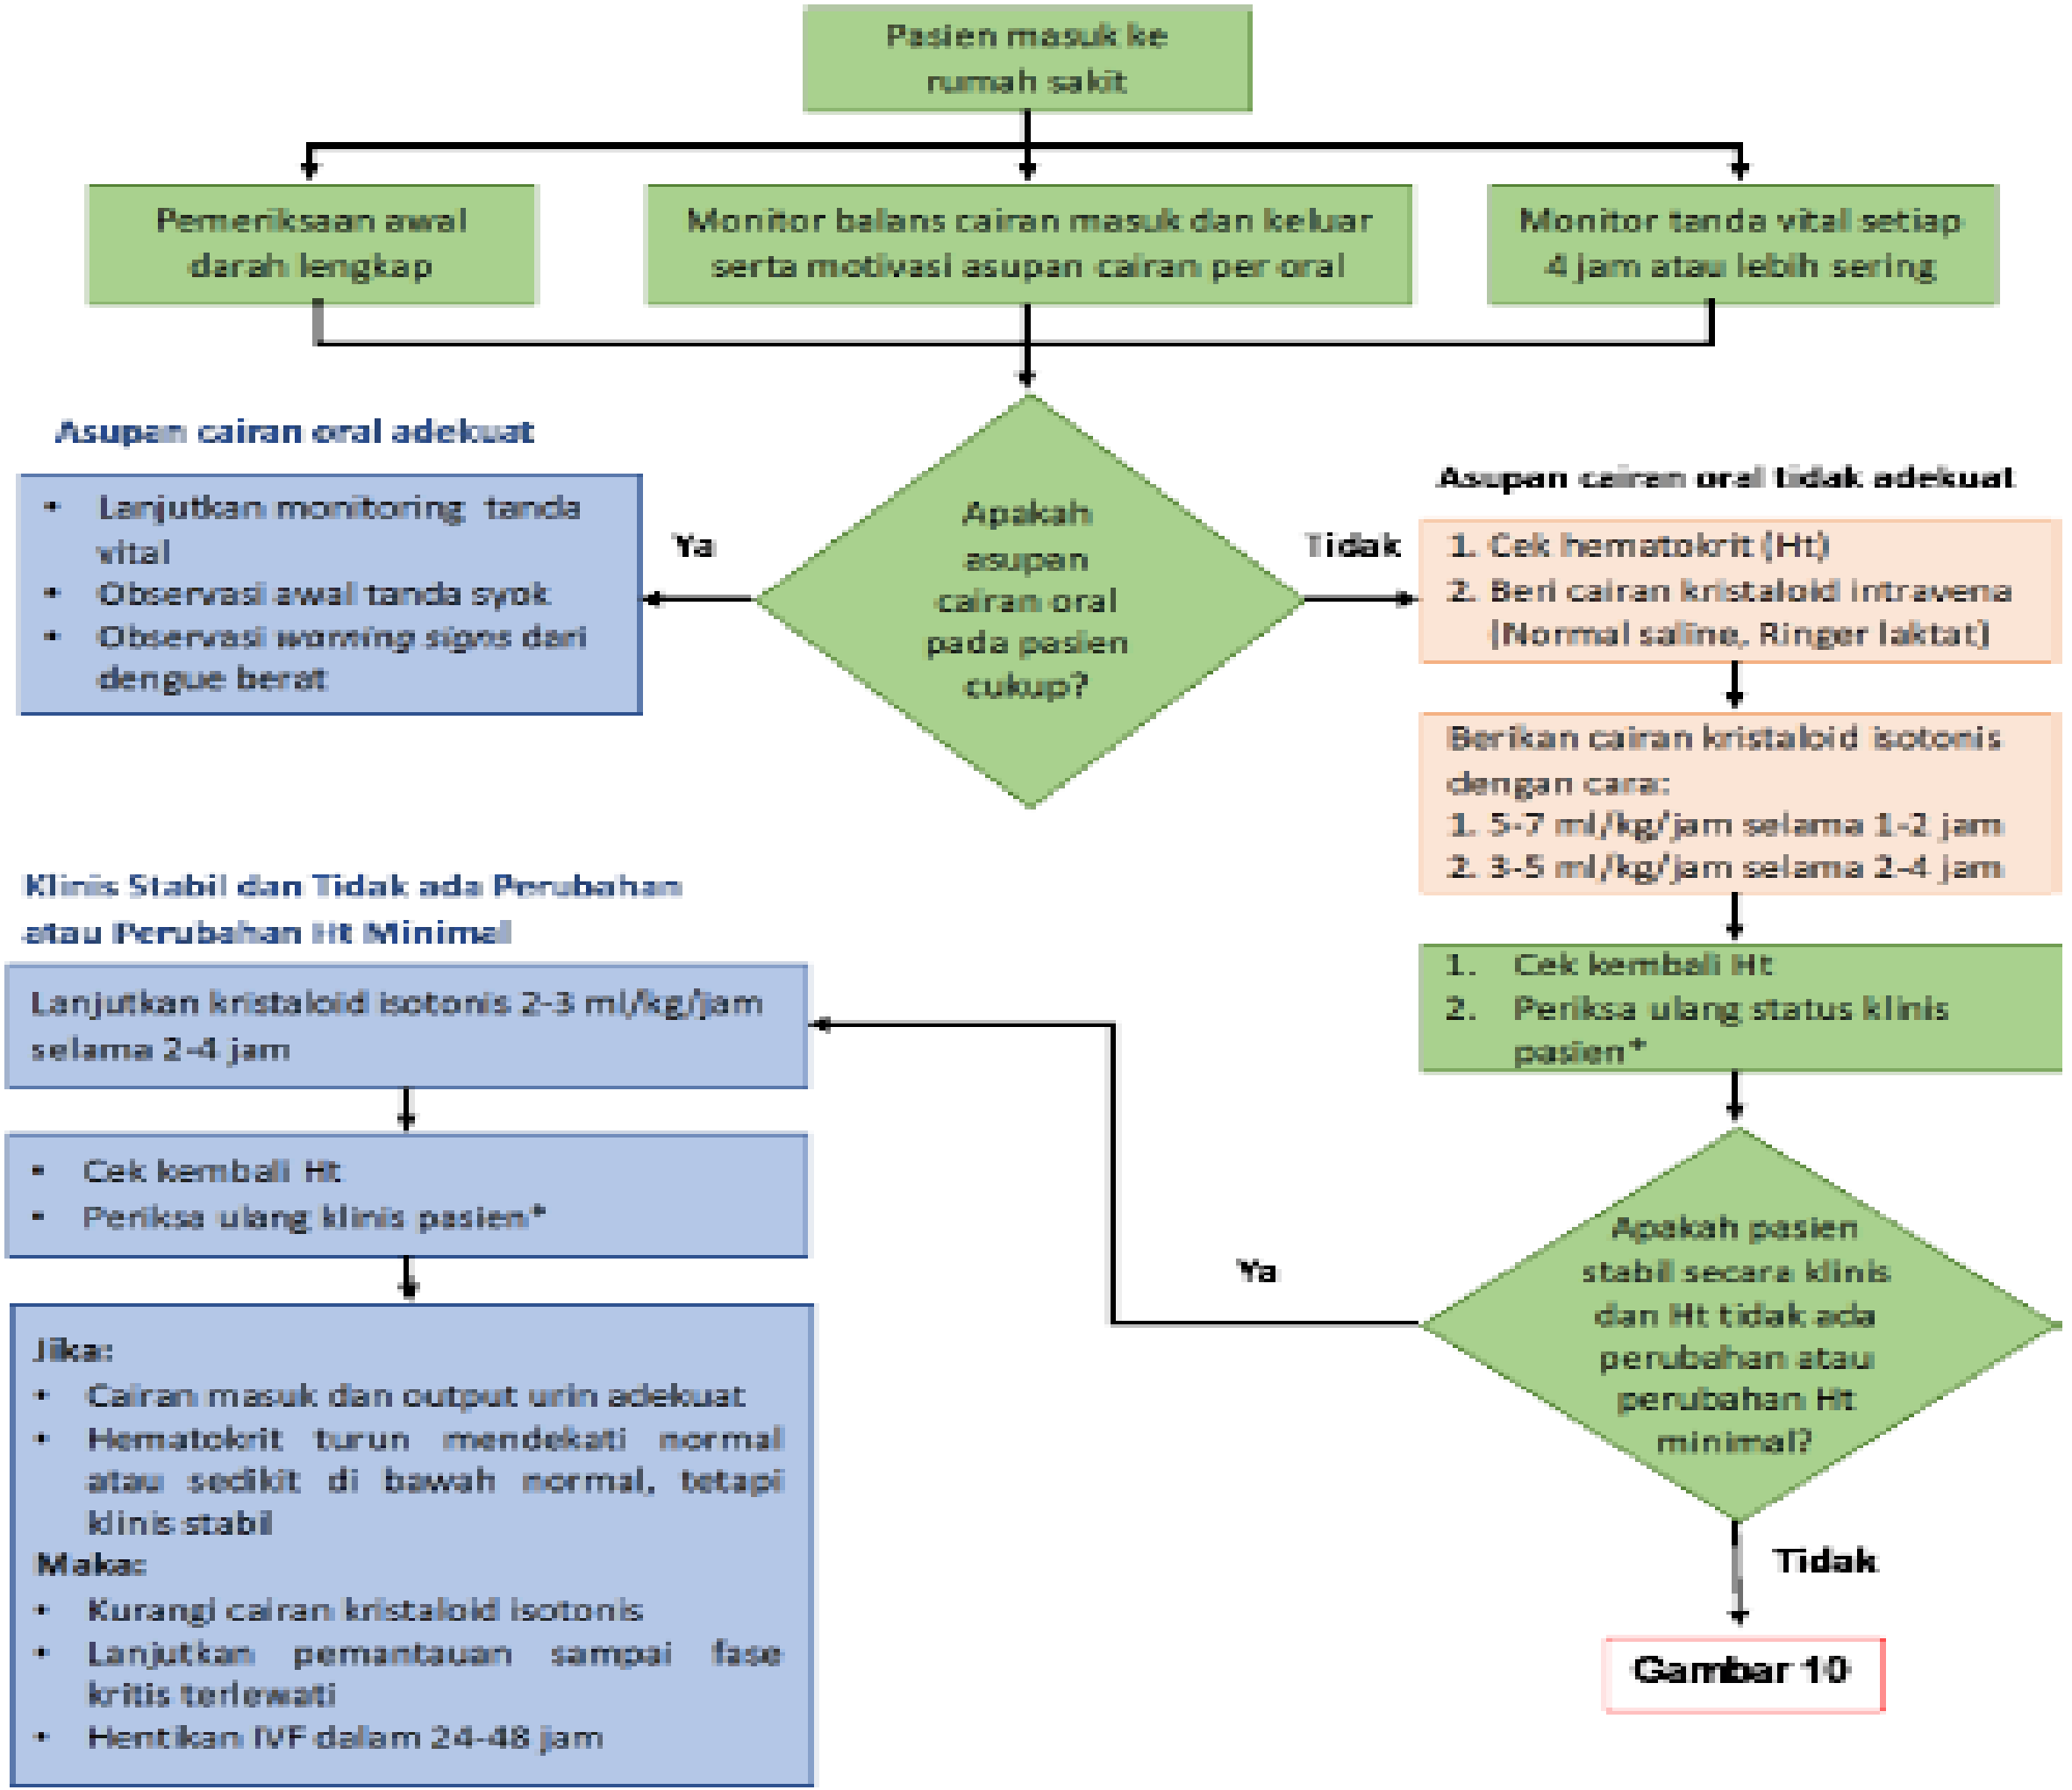 Pasien masuk ke
rumah sakit
Pemeriksaan awal
darah lengkap
Monitor balans cairan masuk dan keluar
serta motivasi asupan cairan per oral
Monitor tanda vital setiap
4 jam atau lebih sering
Apakah
asupan
cairan oral
pada pasien
cukup?
Ya
Asupan cairan oral adekuat
• Lanjutkan monitoring tanda
vital
• Observasi awal tanda syok
• Observasi warning signs dari
dengue berat
Tidak
Asupan cairan oral tidak adekuat
1. Cek hematokrit (Ht)
2. Beri cairan kristaloid intravena
(Normal saline, Ringer laktat)
Berikan cairan kristaloid isotonis
dengan cara:
1. 5-7 ml/kg/jam selama 1-2 jam
2. 3-5 ml/kg/jam selama 2-4 jam
1. Cek kembali Ht
2. Periksa ulang status klinis
pasien*
Apakah pasien
stabil secara klinis
dan Ht tidak ada
perubahan atau
perubahan Ht
minimal?
Ya
Klinis Stabil dan Tidak ada Perubahan
atau Perubahan Ht Minimal
Lanjutkan kristaloid isotonis 2-3 ml/kg/jam
selama 2-4 jam
• Cek kembali Ht
• Periksa ulang klinis pasien*
Jika:
• Cairan masuk dan output urin adekuat
• Hematokrit turun mendekati normal
atau sedikit di bawah normal, tetapi
klinis stabil
Maka:
• Kurangi cairan kristaloid isotonis
• Lanjutkan pemantauan sampai fase
kritis terlewati
• Hentikan IVF dalam 24-48 jam
Tidak
Gambar 10